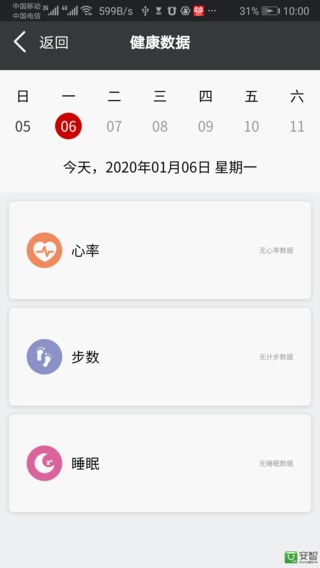 中国移动
中国电信
599B/s
31%
10:00
返回
健康数据
日 一 二 三 四 五 六
05 06 07 08 09 10 11
今天，2020年01月06日 星期一
心率
无心率数据
步数
无计步数据
睡眠
无睡眠数据
安智